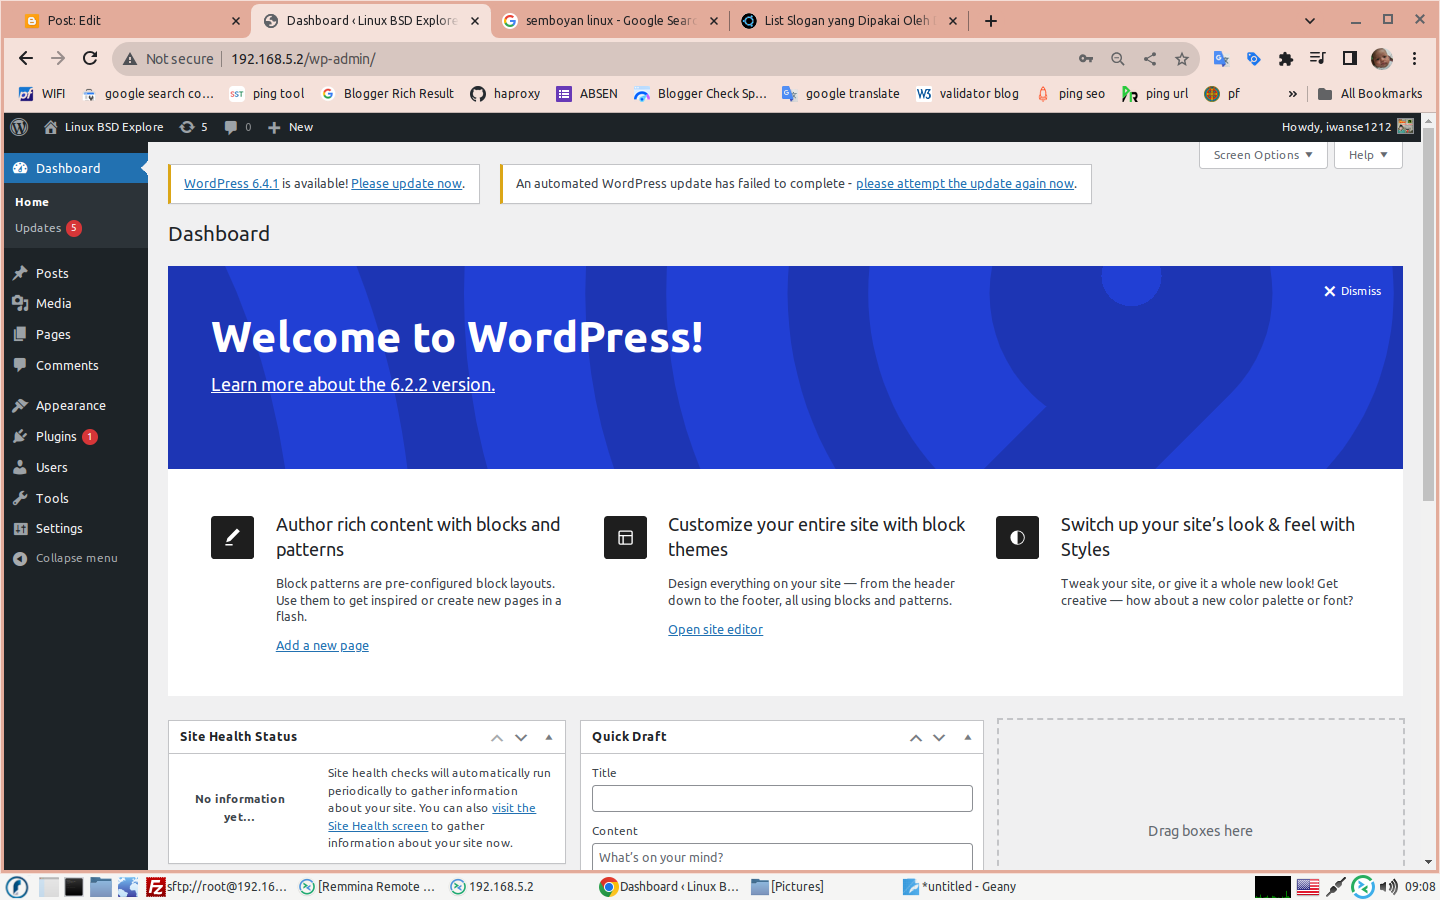 Post: Edit
Dashboard ‹ Linux BSD Explore
semboyan linux - Google Sear
List Slogan yang Dipakai Oleh
Not secure
192.168.5.2/wp-admin/
WIFI
google search co...
ping tool
Blogger Rich Result
haproxy
ABSEN
Blogger Check Sp...
google translate
validator blog
ping seo
ping url
pf
»
All Bookmarks
Linux BSD Explore
5
0
New
Howdy, iwanse1212
Dashboard
Home
Updates 5
Posts
Media
Pages
Comments
Appearance
Plugins 1
Users
Tools
Settings
Collapse menu
Screen Options
Help
WordPress 6.4.1 is available! Please update now.
An automated WordPress update has failed to complete - please attempt the update again now.
Dashboard
Dismiss
Welcome to WordPress!
Learn more about the 6.2.2 version.
Author rich content with blocks and
patterns
Block patterns are pre-configured block layouts.
Use them to get inspired or create new pages in a
flash.
Add a new page
Customize your entire site with block
themes
Design everything on your site — from the header
down to the footer, all using blocks and patterns.
Open site editor
Switch up your site’s look & feel with
Styles
Tweak your site, or give it a whole new look! Get
creative — how about a new color palette or font?
Site Health Status
No information
yet...
Site health checks will automatically run
periodically to gather information
about your site. You can also visit the
Site Health screen to gather
information about your site now.
Quick Draft
Title
Content
What’s on your mind?
Drag boxes here
sftp://root@192.16...
[Remmina Remote ...
192.168.5.2
Dashboard ‹ Linux B...
[Pictures]
*untitled - Geany
09:08